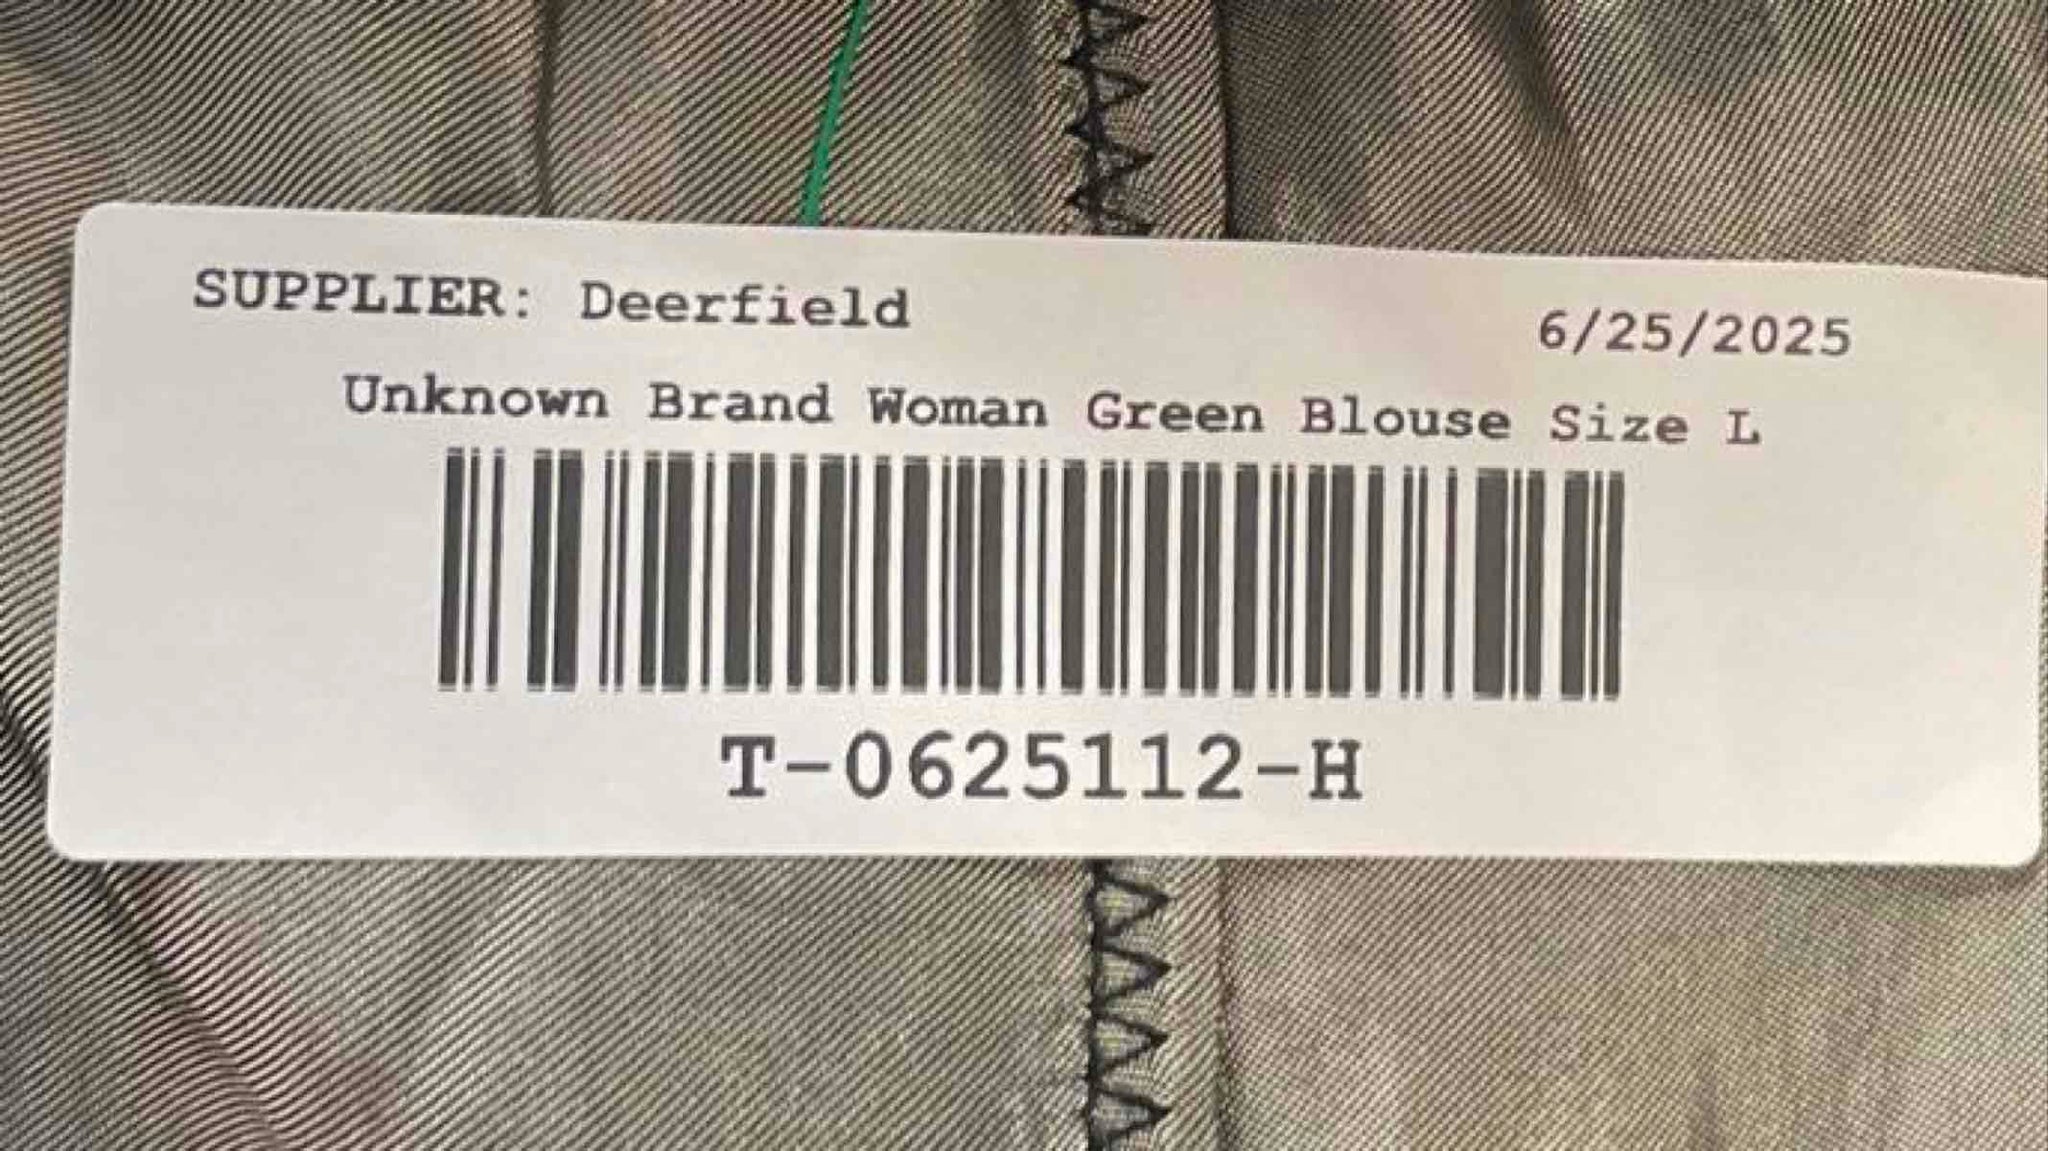 SUPPLIER: Deerfield 6/25/2025
Unknown Brand Woman Green Blouse Size L
T-0625112-H